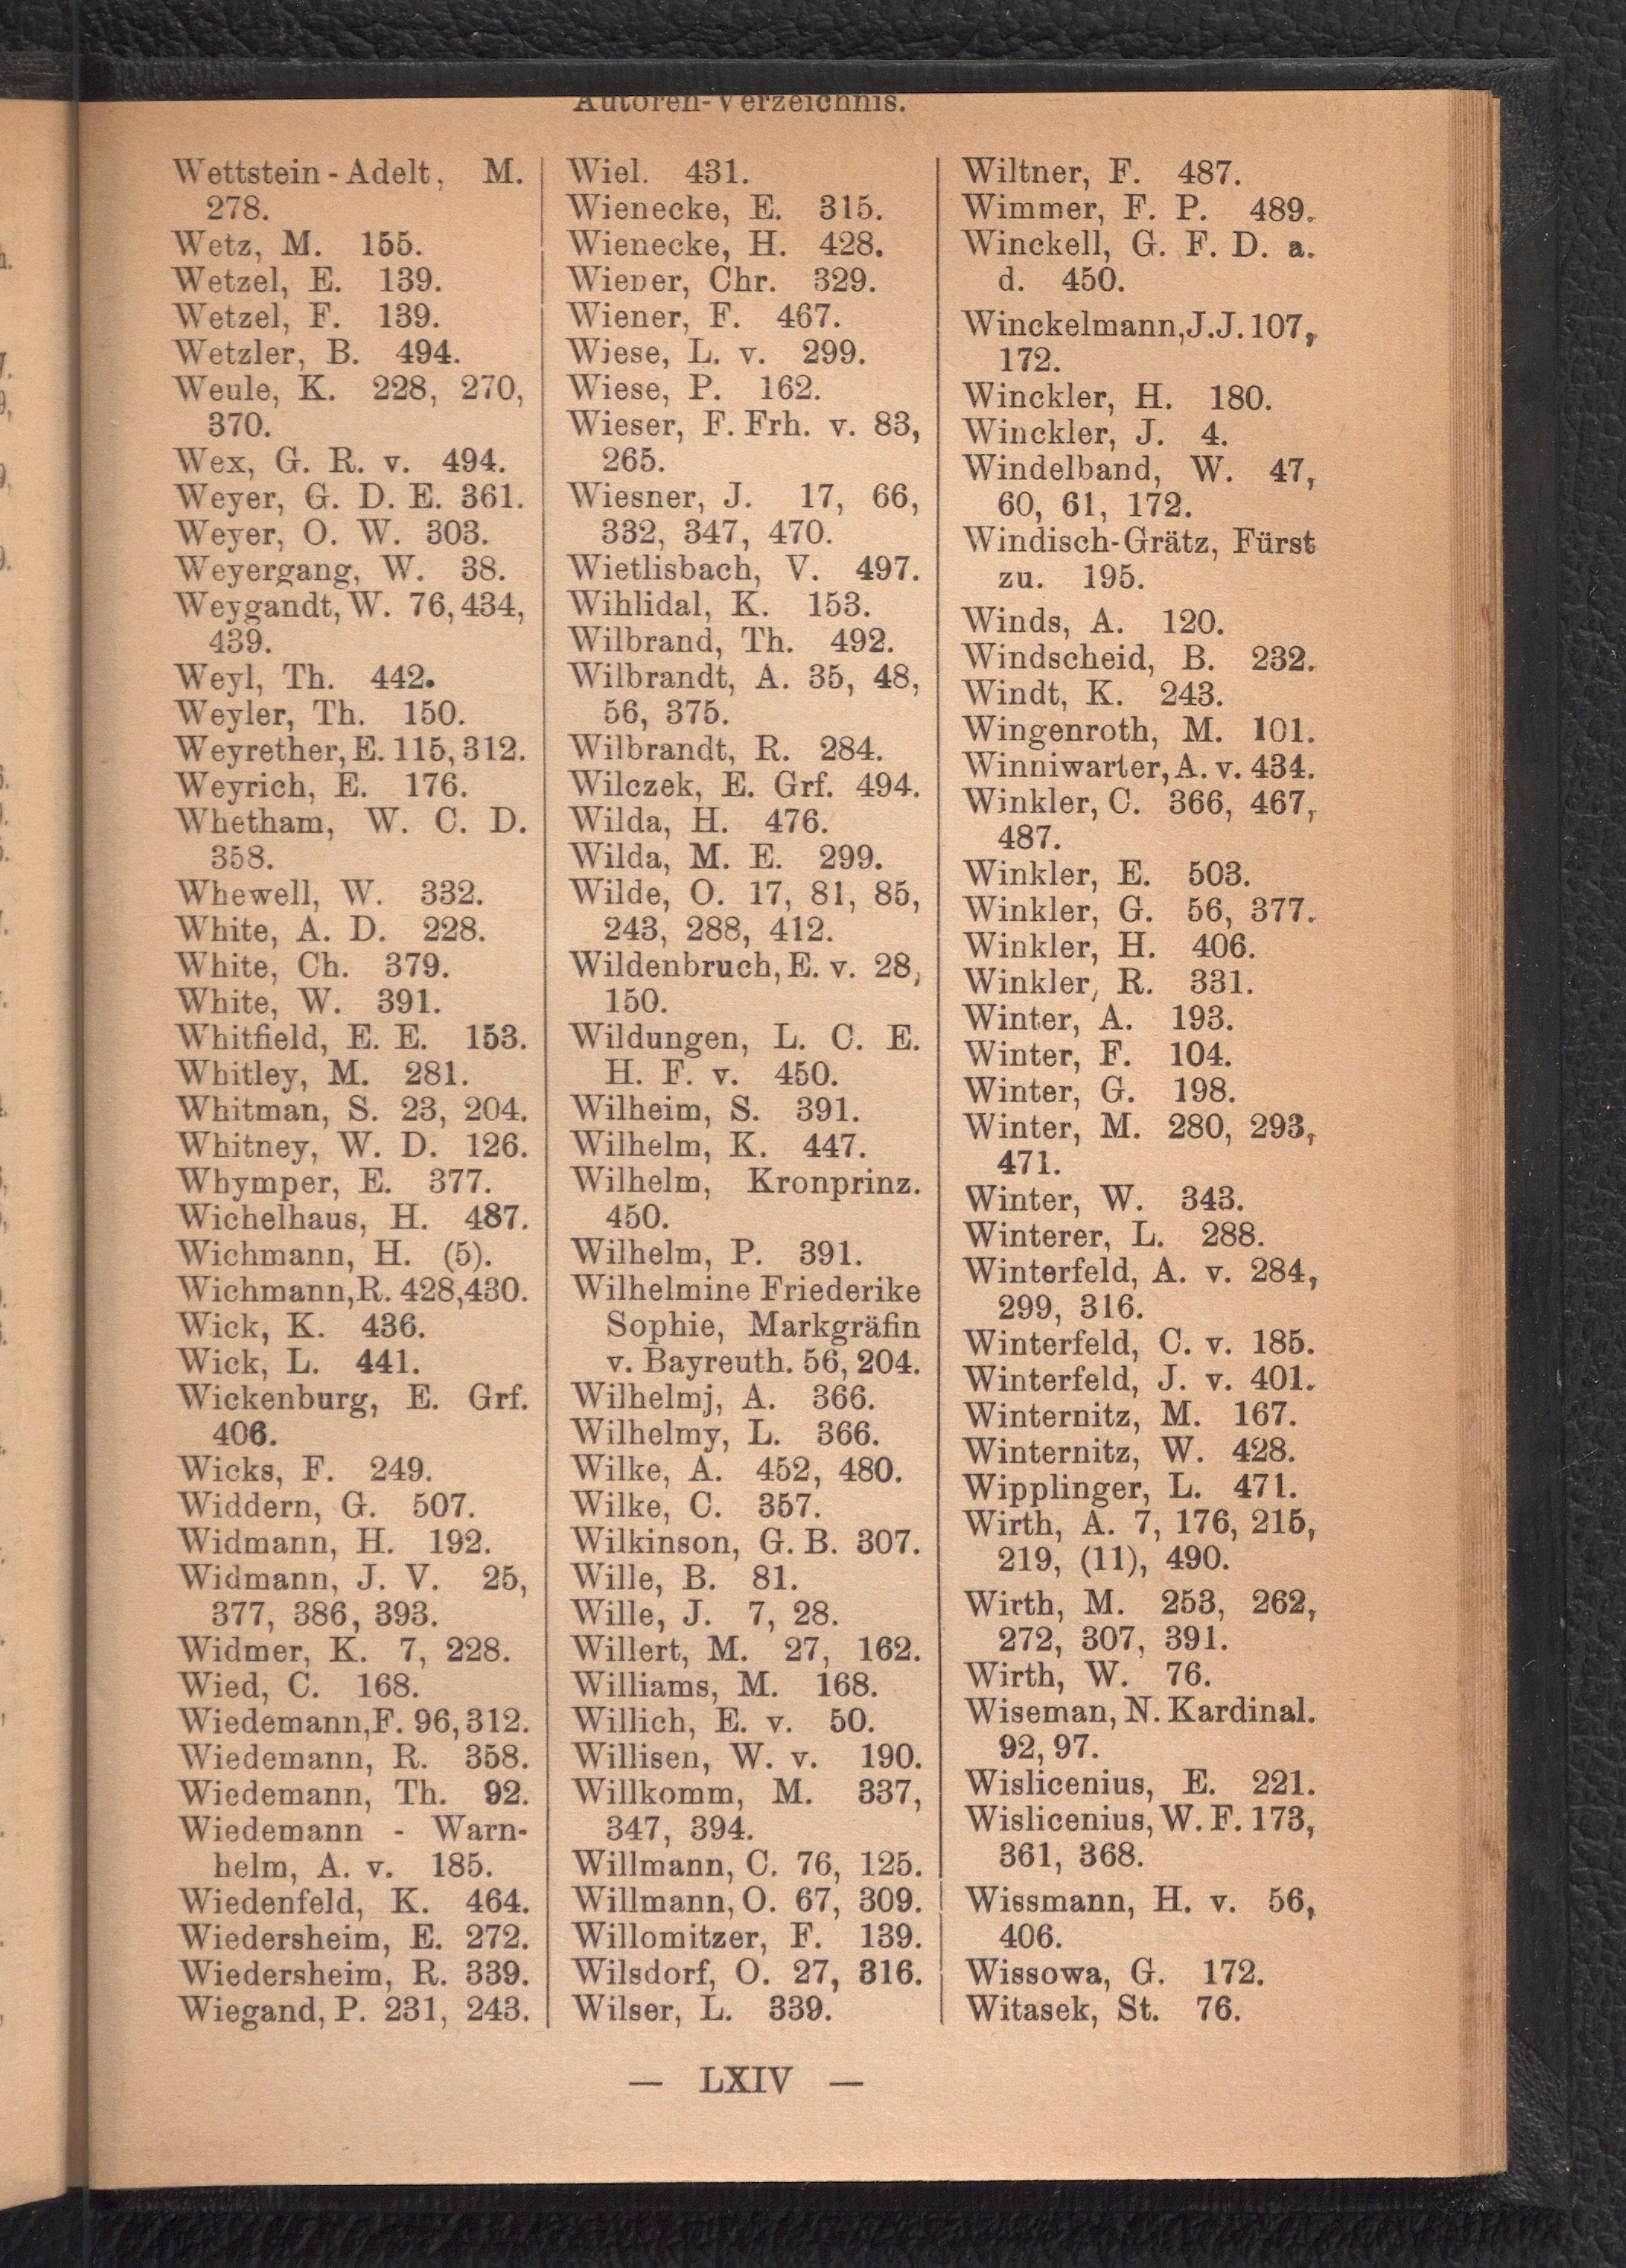 Autoren-Verzeichnis.
Wettstein-Adelt, M.
278.
Wetz, M. 155.
Wetzel, E. 139.
Wetzel, F. 139.
Wetzler, B. 494.
Weule, K. 228, 270,
370.
Wex, G. R. v. 494.
Weyer, G. D. E. 361.
Weyer, O. W. 303.
Weyergang, W. 38.
Weygandt, W. 76, 434,
439.
Weyl, Th. 442.
Weyler, Th. 150.
Weyrether, E. 115, 312.
Weyrich, E. 176.
Whetham, W. C. D.
358.
Whewell, W. 332.
White, A. D. 228.
White, Ch. 379.
White, W. 391.
Whitfield, E. E. 153.
Whitley, M. 281.
Whitman, S. 23, 204.
Whitney, W. D. 126.
Whymper, E. 377.
Wichelhaus, H. 487.
Wichmann, H. (5).
Wichmann, R. 428, 430.
Wick, K. 436.
Wick, L. 441.
Wickenburg, E. Grf.
406.
Wicks, F. 249.
Widdern, G. 507.
Widmann, H. 192.
Widmann, J. V. 25,
377, 386, 393.
Widmer, K. 7, 228.
Wied, C. 168.
Wiedemann, F. 96, 312.
Wiedemann, R. 358.
Wiedemann, Th. 92.
Wiedemann - Warn-
helm, A. v. 185.
Wiedenfeld, K. 464.
Wiedersheim, E. 272.
Wiedersheim, R. 339.
Wiegand, P. 231, 243.
Wiel. 431.
Wienecke, E. 315.
Wienecke, H. 428.
Wiener, Chr. 329.
Wiener, F. 467.
Wiese, L. v. 299.
Wiese, P. 162.
Wieser, F. Frh. v. 83,
265.
Wiesner, J. 17, 66,
332, 347, 470.
Wietlisbach, V. 497.
Wihlidal, K. 153.
Wilbrand, Th. 492.
Wilbrandt, A. 35, 48,
56, 375.
Wilbrandt, R. 284.
Wilczek, E. Grf. 494.
Wilda, H. 476.
Wilda, M. E. 299.
Wilde, O. 17, 81, 85,
243, 288, 412.
Wildenbruch, E. v. 28,
150.
Wildungen, L. C. E.
H. F. v. 450.
Wilheim, S. 391.
Wilhelm, K. 447.
Wilhelm, Kronprinz.
450.
Wilhelm, P. 391.
Wilhelmine Friederike
Sophie, Markgräfin
v. Bayreuth. 56, 204.
Wilhelmj, A. 366.
Wilhelmy, L. 366.
Wilke, A. 452, 480.
Wilke, C. 357.
Wilkinson, G. B. 307.
Wille, B. 81.
Wille, J. 7, 28.
Willert, M. 27, 162.
Williams, M. 168.
Willich, E. v. 50.
Willisen, W. v. 190.
Willkomm, M. 337,
347, 394.
Willmann, C. 76, 125.
Willmann, O. 67, 309.
Willomitzer, F. 139.
Wilsdorf, O. 27, 316.
Wilser, L. 339.
Wiltner, F. 487.
Wimmer, F. P. 489.
Winckell, G. F. D. a.
d. 450.
Winckelmann, J. J. 107,
172.
Winckler, H. 180.
Winckler, J. 4.
Windelband, W. 47,
60, 61, 172.
Windisch-Grätz, Fürst
zu. 195.
Winds, A. 120.
Windscheid, B. 232.
Windt, K. 243.
Wingenroth, M. 101.
Winniwarter, A. v. 434.
Winkler, C. 366, 467,
487.
Winkler, E. 503.
Winkler, G. 56, 377.
Winkler, H. 406.
Winkler, R. 331.
Winter, A. 193.
Winter, F. 104.
Winter, G. 198.
Winter, M. 280, 293,
471.
Winter, W. 343.
Winterer, L. 288.
Winterfeld, A. v. 284,
299, 316.
Winterfeld, C. v. 185.
Winterfeld, J. v. 401.
Winternitz, M. 167.
Winternitz, W. 428.
Wipplinger, L. 471.
Wirth, A. 7, 176, 215,
219, (11), 490.
Wirth, M. 253, 262,
272, 307, 391.
Wirth, W. 76.
Wiseman, N. Kardinal.
92, 97.
Wislicenius, E. 221.
Wislicenius, W. F. 173,
361, 368.
Wissmann, H. v. 56,
406.
Wissowa, G. 172.
Witasek, St. 76.
— LXIV —